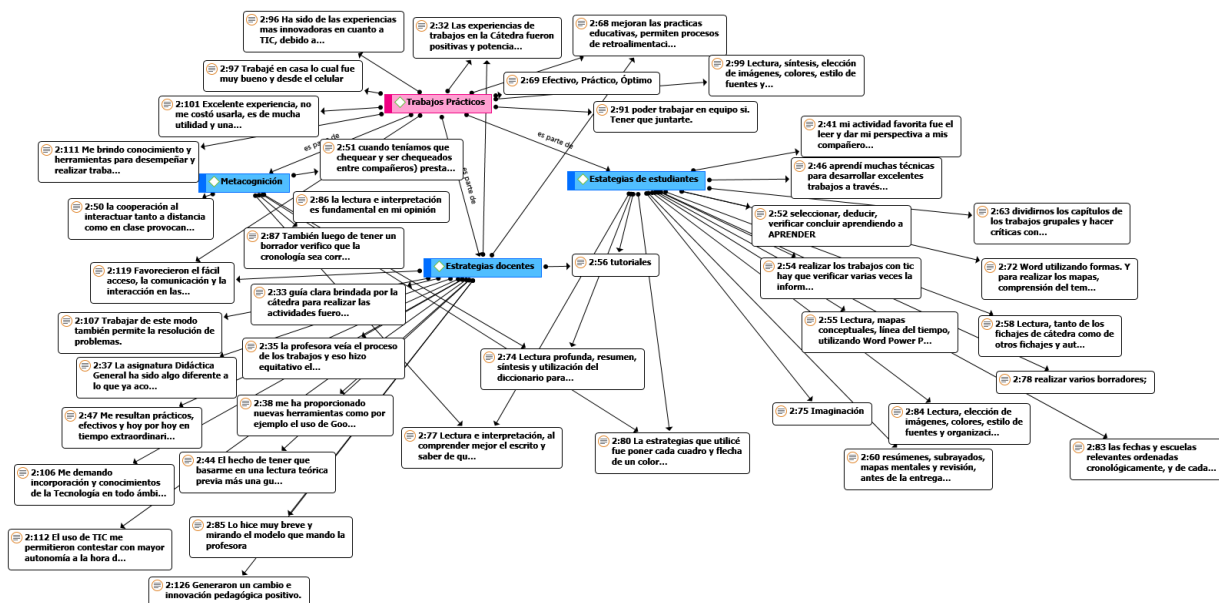 2:96 Ha sido de las experiencias
mas innovadoras en cuanto a
TIC, debido a...
2:32 Las experiencias de
trabajos en la Cátedra fueron
positivas y potencia...
2:68 mejoran las practicas
educativas, permiten procesos
de retroalimentaci...
2:97 Trabajé en casa lo cual fue
muy bueno y desde el celular
2:69 Efectivo, Práctico, Óptimo
2:99 Lectura, síntesis, elección
de imágenes, colores, estilo de
fuentes y...
Trabajos Prácticos
2:101 Excelente experiencia, no
me costó usarla, es de mucha
utilidad y una...
2:91 poder trabajar en equipo si.
Tener que juntarte.
2:41 mi actividad favorita fue el
leer y dar mi perspectiva a mis
compañero...
es parte de
es parte de
es parte de
2:111 Me brindo conocimiento y
herramientas para desempeñar y
realizar traba...
2:51 cuando teníamos que
chequear y ser chequeados
entre compañeros) presta...
2:46 aprendí muchas técnicas
para desarrollar excelentes
trabajos a través...
Metacognición
Estategias de estudiantes
2:86 la lectura e interpretación
es fundamental en mi opinión
2:50 la cooperación al
interactuar tanto a distancia
como en clase provocan...
2:52 seleccionar, deducir,
verificar concluir aprendiendo a
APRENDER
2:63 dividirnos los capítulos de
los trabajos grupales y hacer
críticas con...
2:87 También luego de tener un
borrador verifico que la
cronología sea corr...
2:119 Favorecieron el fácil
acceso, la comunicación y la
interacción en las...
Estrategias docentes
2:56 tutoriales
2:54 realizar los trabajos con tic
hay que verificar varias veces la
inform...
2:72 Word utilizando formas. Y
para realizar los mapas,
comprensión del tem...
2:33 guía clara brindada por la
cátedra para realizar las
actividades fuero...
2:107 Trabajar de este modo
también permite la resolución de
problemas.
2:55 Lectura, mapas
conceptuales, línea del tiempo,
utilizando Word Power P...
2:58 Lectura, tanto de los
fichajes de cátedra como de
otros fichajes y aut...
2:35 la profesora veía el proceso
de los trabajos y eso hizo
equitativo el...
2:74 Lectura profunda, resumen,
síntesis y utilización del
diccionario para...
2:37 La asignatura Didáctica
General ha sido algo diferente a
lo que ya aco...
2:78 realizar varios borradores;
2:38 me ha proporcionado
nuevas herramientas como por
ejemplo el uso de Goo...
2:47 Me resultan prácticos,
efectivos y hoy por hoy en
tiempo extraordinari...
2:75 Imaginación
2:84 Lectura, elección de
imágenes, colores, estilo de
fuentes y organizaci...
2:77 Lectura e interpretación, al
comprender mejor el escrito y
saber de qu...
2:80 La estrategias que utilicé
fue poner cada cuadro y flecha
de un color...
2:83 las fechas y escuelas
relevantes ordenadas
cronológicamente, y de cada...
2:44 El hecho de tener que
basarme en una lectura teórica
previa más una gu...
2:60 resúmenes, subrayados,
mapas mentales y revisión,
antes de la entrega...
2:106 Me demando
incorporación y conocimientos
de la Tecnología en todo ámbi...
2:85 Lo hice muy breve y
mirando el modelo que mando la
profesora
2:112 El uso de TIC me
permitieron contestar con mayor
autonomía a la hora d...
2:126 Generaron un cambio e
innovación pedagógica positivo.